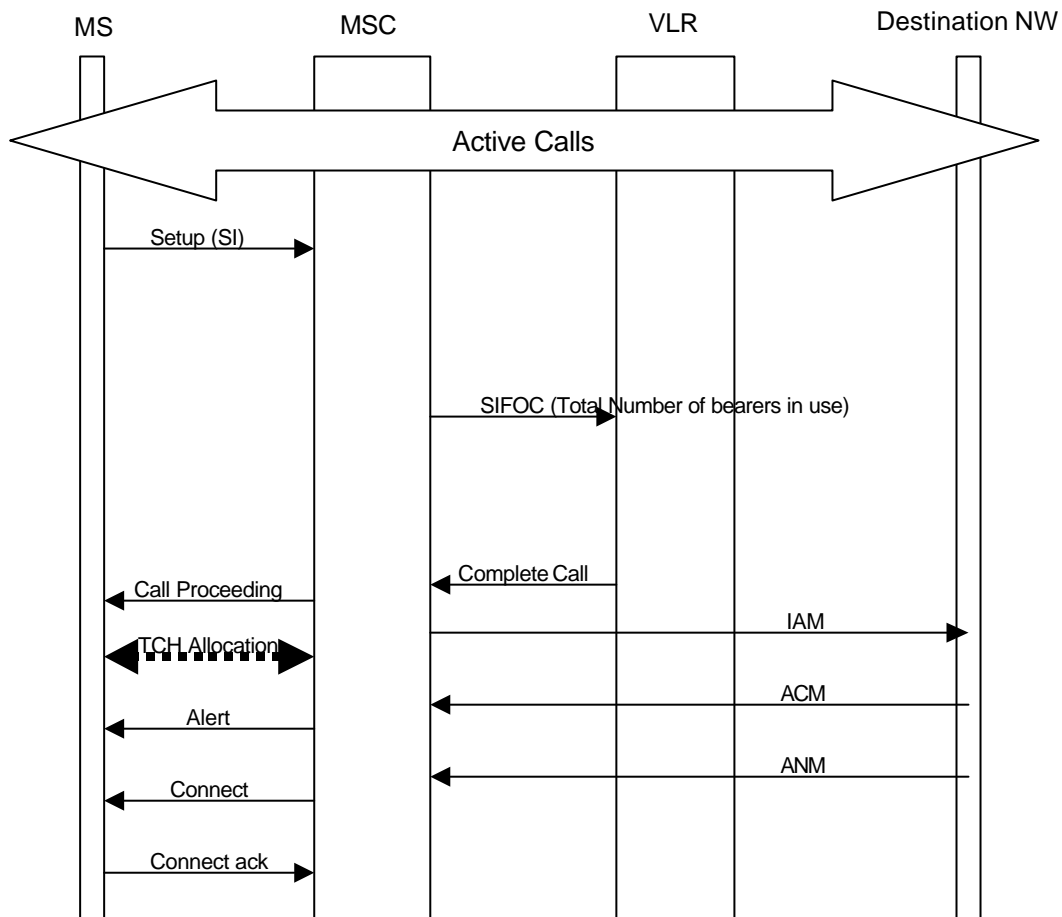 MS
MSC
VLR
Destination NW
Active Calls
Setup (SI)
SIFOC (Total Number of bearers in use)
Complete Call
Call Proceeding
IAM
TCH Allocation
ACM
Alert
ANM
Connect
Connect ack